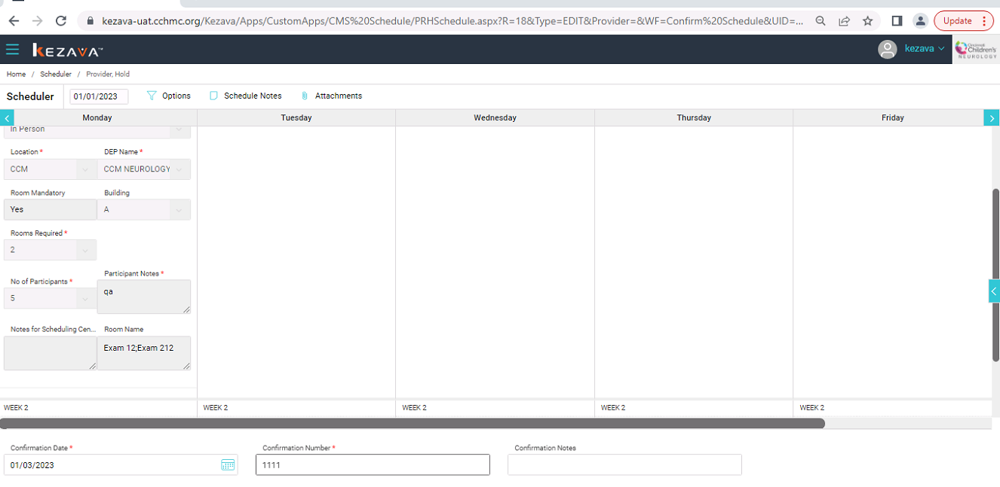 kezava-uat.cchmc.org/Kezava/Apps/CustomApps/CMS%20Schedule/PRHSchedule.aspx?R=18&Type=EDIT&Provider=&WF=Confirm%20Schedule&UID=...
Update
KEZAVA™
kezava
Cincinnati
Children's
NEUROLOGY
Home / Scheduler / Provider, Hold
Scheduler
01/01/2023
Options
Schedule Notes
Attachments
Monday
Tuesday
Wednesday
Thursday
Friday
In Person
Location *
DEP Name *
CCM
CCM NEUROLOGY
Room Mandatory
Building
Yes
A
Rooms Required *
2
Participant Notes *
No of Participants *
qa
5
Notes for Scheduling Cen...
Room Name
Exam 12;Exam 212
WEEK 2
WEEK 2
WEEK 2
WEEK 2
WEEK 2
Confirmation Date *
Confirmation Number *
Confirmation Notes
01/03/2023
1111